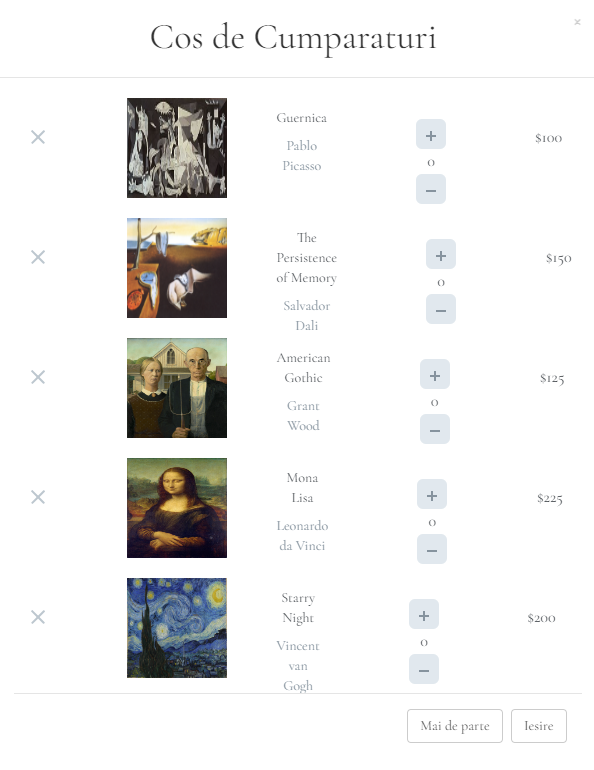 Cos de Cumparaturi
×
Guernica
Pablo
Picasso
+
0
−
$100
The
Persistence
of Memory
Salvador
Dali
+
0
−
$150
American
Gothic
Grant
Wood
+
0
−
$125
Mona
Lisa
Leonardo
da Vinci
+
0
−
$225
Starry
Night
Vincent
van
Gogh
+
0
−
$200
Mai de parte
Iesire